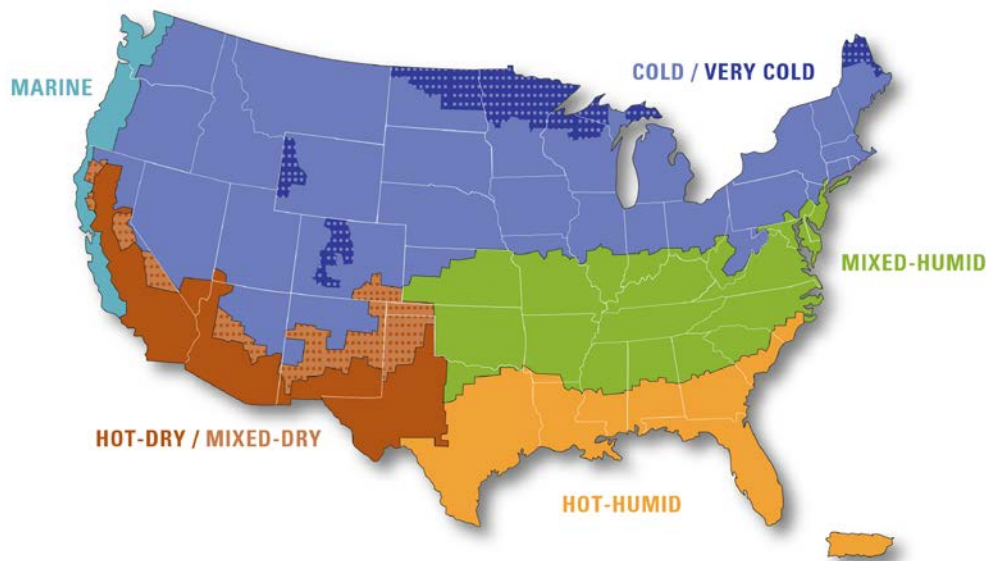 COLD / VERY COLD
MARINE
MIXED-HUMID
HOT-DRY / MIXED-DRY
HOT-HUMID